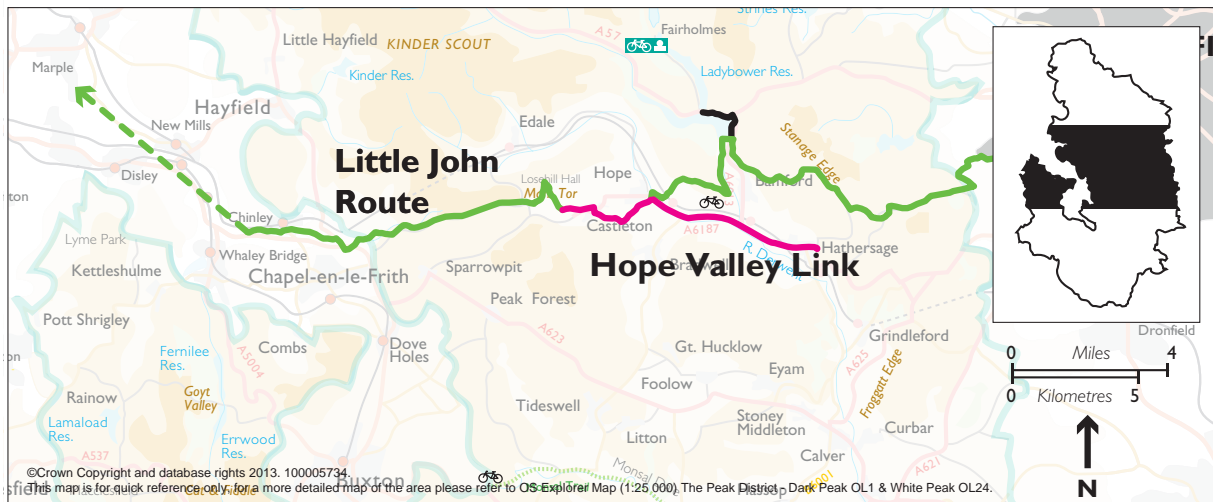 Strines Res.
Fairholmes
A57
Little Hayfield
KINDER SCOUT
Marple
Kinder Res.
Ladybower Res.
Hayfield
New Mills
Edale
Stanage Edge
Disley
Little John
Route
Losehill Hall
Hope
Mam Tor
Bamford
Chinley
Castleton
A6187
Hathersage
Lyme Park
Whaley Bridge
R. Derwent
Kettleshulme
Chapel-en-le-Frith
Sparrowpit
Hope Valley Link
Peak Forest
Pott Shrigley
A623
Grindleford
Dronfield
Fernilee
Res.
A5004
Combs
Dove
Holes
Gt. Hucklow
0 Miles 4
Eyam
A625
Froggatt Edge
Foolow
0 Kilometres 5
Rainow
Goyt
Valley
Tideswell
Stoney
Middleton
Lamaload
Res.
Errwood
Res.
Litton
Curbar
Calver
A537
A621
Buxton
Hassop
©Crown Copyright and database rights 2013. 100005734.
This map is for quick reference only, for a more detailed map of the area please refer to OS Explorer Map (1:25 000) The Peak District - Dark Peak OL1 & White Peak OL24.
Cat & Fiddle
N